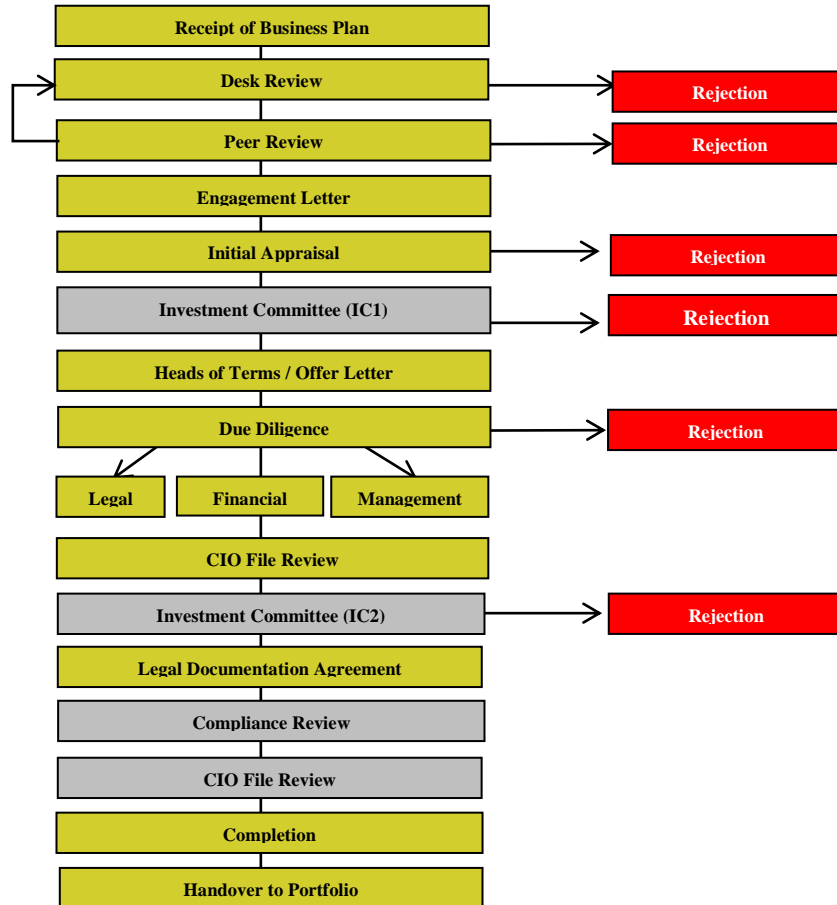 Receipt of Business Plan
Desk Review
Rejection
Peer Review
Rejection
Engagement Letter
Initial Appraisal
Rejection
Investment Committee (IC1)
Rejection
Heads of Terms / Offer Letter
Due Diligence
Rejection
Legal
Financial
Management
CIO File Review
Investment Committee (IC2)
Rejection
Legal Documentation Agreement
Compliance Review
CIO File Review
Completion
Handover to Portfolio